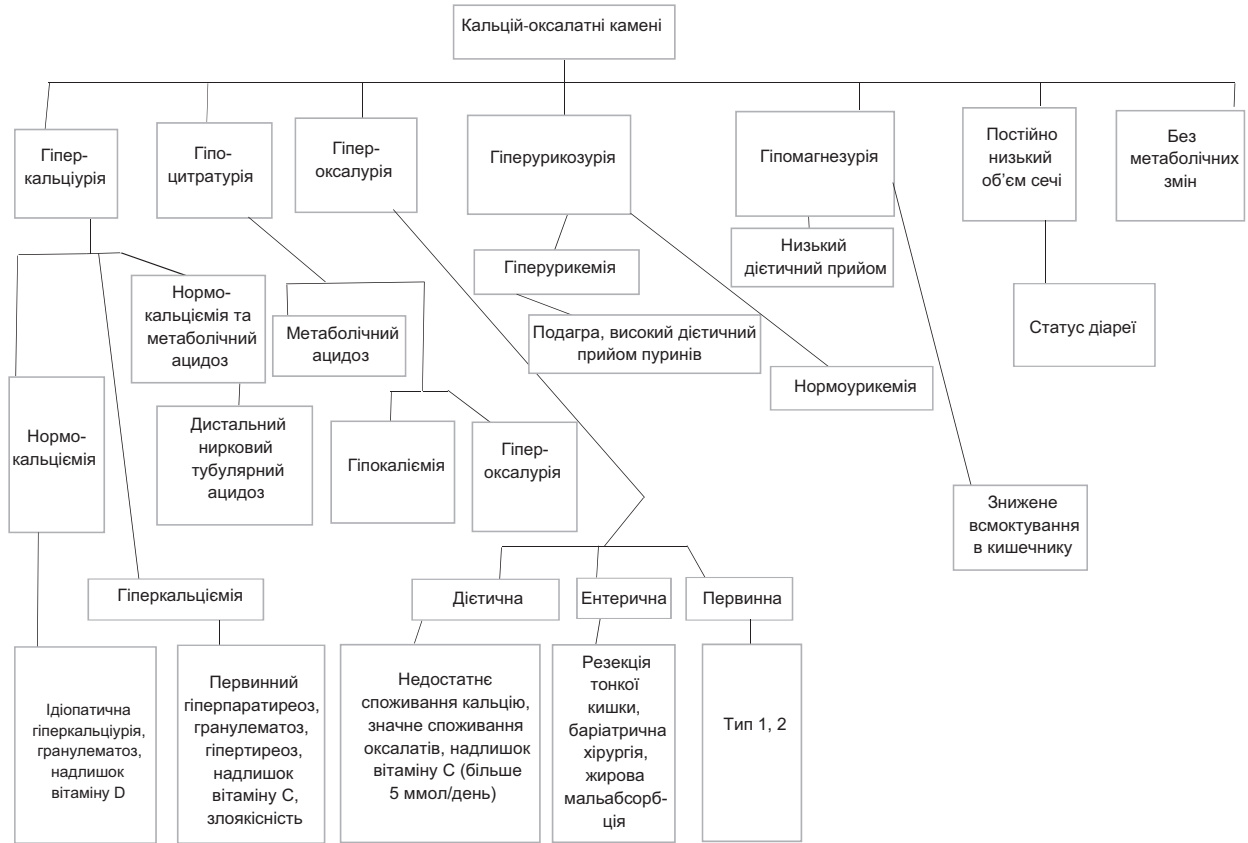 Кальцій-оксалатні камені
Гіпер-
кальціурія
Гіпо-
цитратурія
Гіпер-
оксалурія
Гіперурикозурія
Гіпомагнезурія
Постійно
низький
об’єм сечі
Без
метаболічних
змін
Нормо-
кальціємія та
метаболічний
ацидоз
Метаболічний
ацидоз
Гіперурикемія
Низький
дієтичний прийом
Статус діареї
Подагра, високий дієтичний
прийом пуринів
Нормоурикемія
Нормо-
кальціємія
Дистальний
нирковий
тубулярний
ацидоз
Гіпокаліємія
Гіпер-
оксалурія
Знижене
всмоктування
в кишечнику
Гіперкальціємія
Дієтична
Ентерична
Первинна
Ідіопатична
гіперкальціурія,
гранулематоз,
надлишок
вітаміну D
Первинний
гіперпаратиреоз,
гранулематоз,
гіпертиреоз,
надлишок
вітаміну С,
злоякісність
Недостатнє
споживання кальцію,
значне споживання
оксалатів, надлишок
вітаміну С (більше
5 ммол/день)
Резекція
тонкої
кишки,
баріатрична
хірургія,
жирова
мальабсорб-
ція
Тип 1, 2